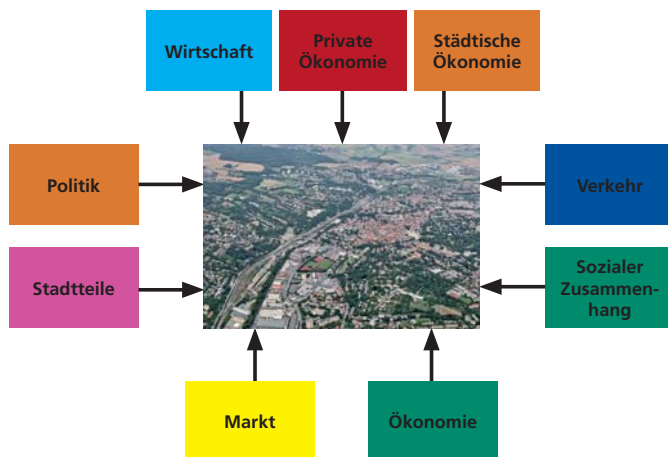 Wirtschaft
Private
Ökonomie
Städtische
Ökonomie
Politik
Verkehr
Stadtteile
Sozialer
Zusammen-
hang
Markt
Ökonomie